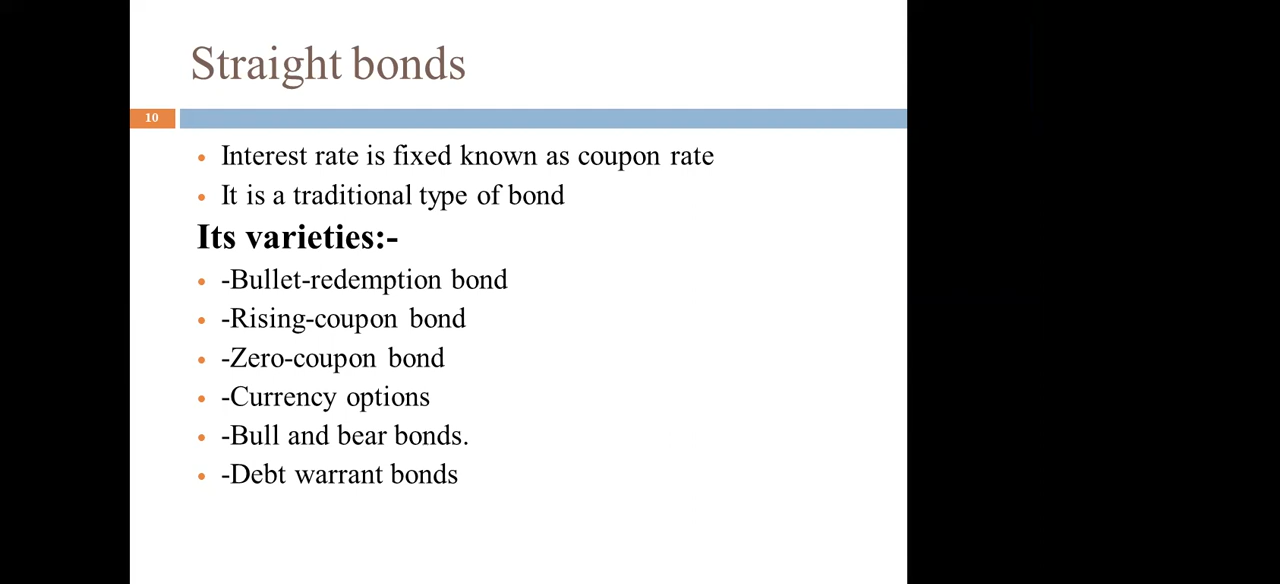 Straight bonds
10
• Interest rate is fixed known as coupon rate
• It is a traditional type of bond
Its varieties:-
• -Bullet-redemption bond
• -Rising-coupon bond
• -Zero-coupon bond
• -Currency options
• -Bull and bear bonds.
• -Debt warrant bonds